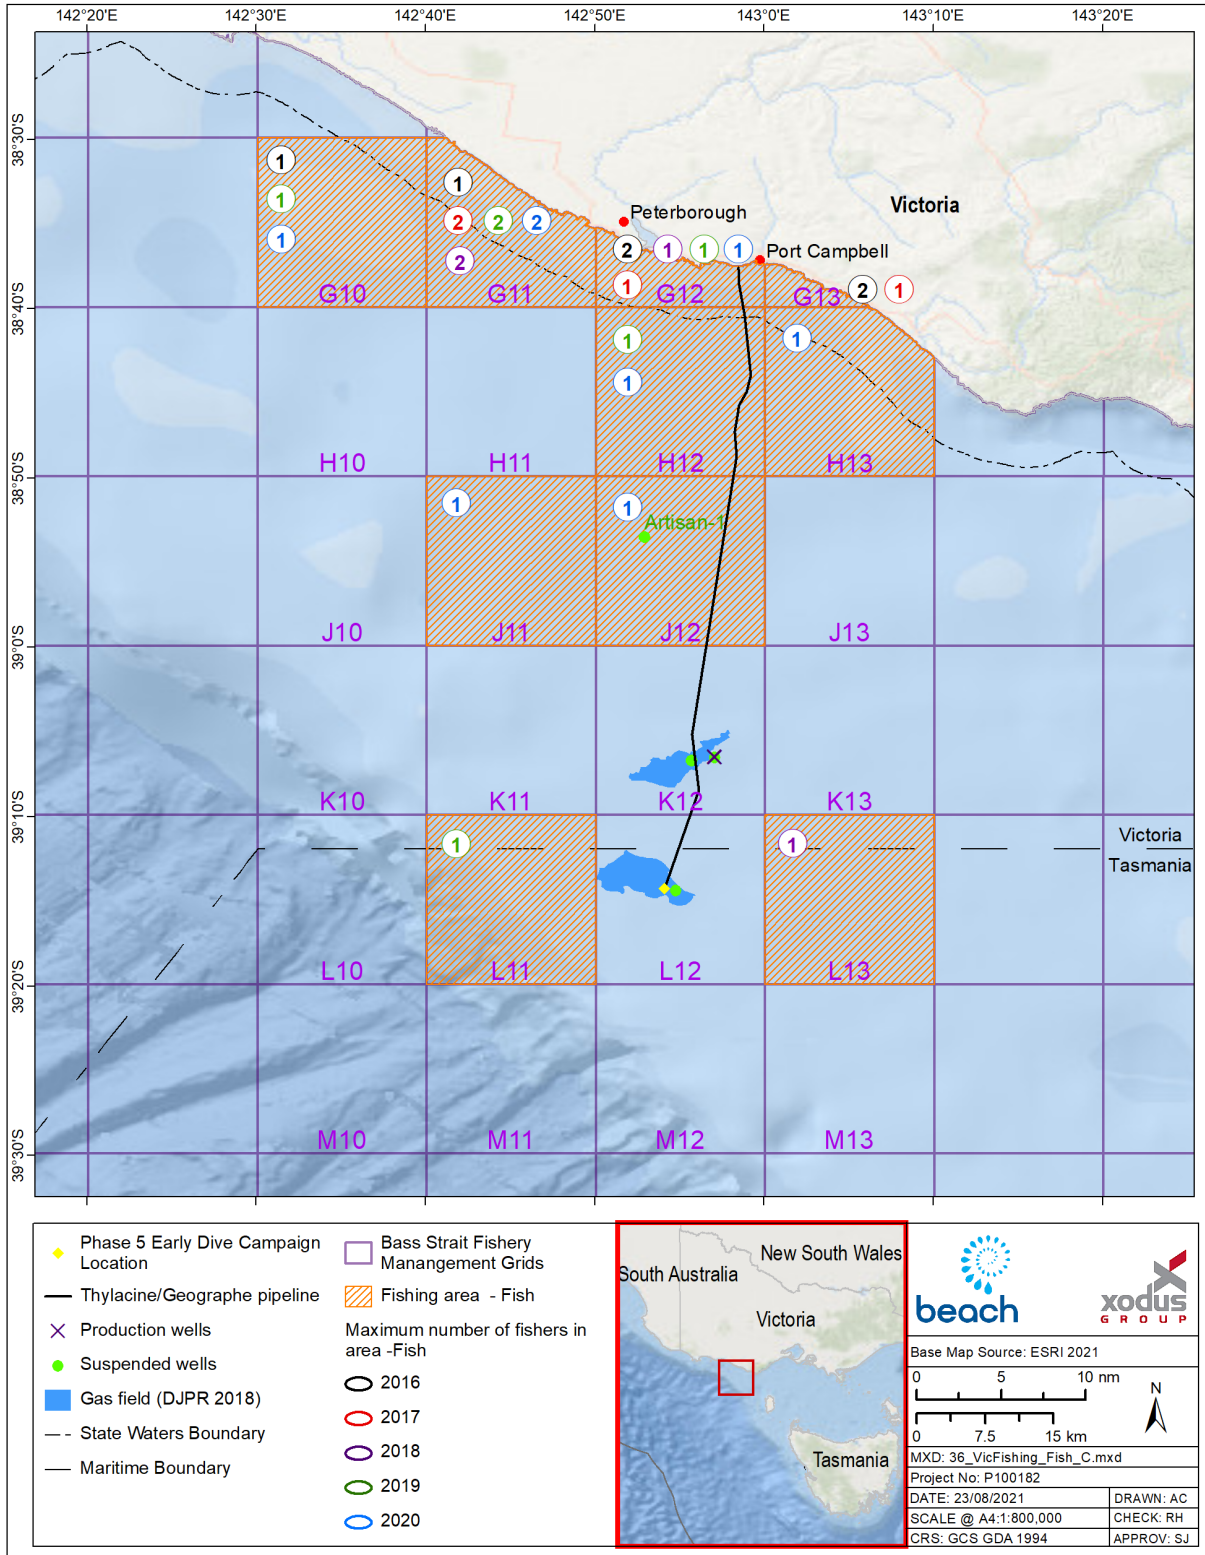 142°20'E 142°30'E 142°40'E 142°50'E 143°0'E 143°10'E 143°20'E
38°30'S
38°40'S
38°50'S
39°0'S
39°10'S
39°20'S
39°30'S
1
1
1
G10
1
2 2 2
2
G11
Peterborough
Victoria
2 1 1 1
Port Campbell
1
G12
G13
2 1
1
1
H12
1
H13
H10
H11
1
J11
1
Artisan-1
J12
J10
J13
K10
K11
K12
K13
1
L11
1
L13
Victoria
Tasmania
L10
L12
M10
M11
M12
M13
Phase 5 Early Dive Campaign
Location
Thylacine/Geographe pipeline
Production wells
Suspended wells
Gas field (DJPR 2018)
State Waters Boundary
Maritime Boundary
Bass Strait Fishery
Manangement Grids
Fishing area - Fish
Maximum number of fishers in
area -Fish
2016
2017
2018
2019
2020
New South Wales
South Australia
Victoria
Tasmania
beach
xodus
GROUP
Base Map Source: ESRI 2021
0 5 10 nm
0 7.5 15 km
N
MXD: 36_VicFishing_Fish_C.mxd
Project No: P100182
DATE: 23/08/2021 DRAWN: AC
SCALE @ A4:1:800,000 CHECK: RH
CRS: GCS GDA 1994 APPROV: SJ